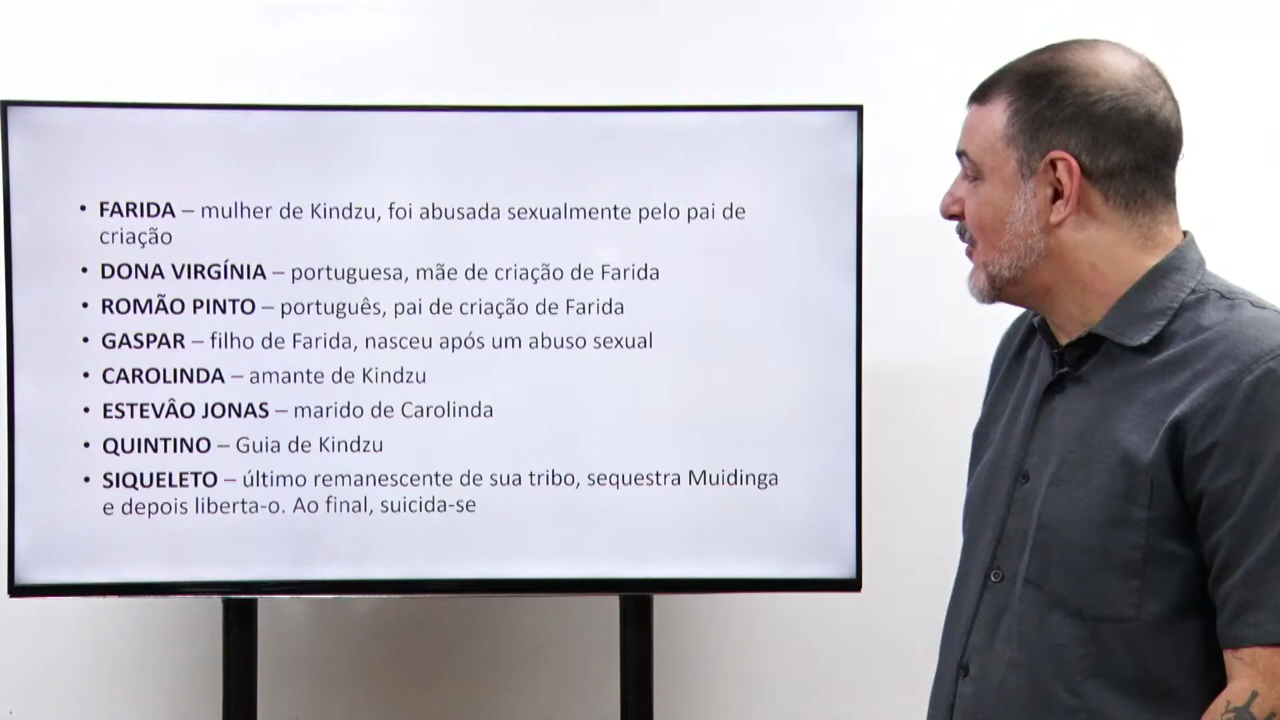 • FARIDA – mulher de Kindzu, foi abusada sexualmente pelo pai de
criação
• DONA VIRGÍNIA – portuguesa, mãe de criação de Farida
• ROMÃO PINTO – português, pai de criação de Farida
• GASPAR – filho de Farida, nasceu após um abuso sexual
• CAROLINDA – amante de Kindzu
• ESTEVÂO JONAS – marido de Carolinda
• QUINTINO – Guia de Kindzu
• SIQUELETO – último remanescente de sua tribo, sequestra Muidinga
e depois liberta-o. Ao final, suicida-se